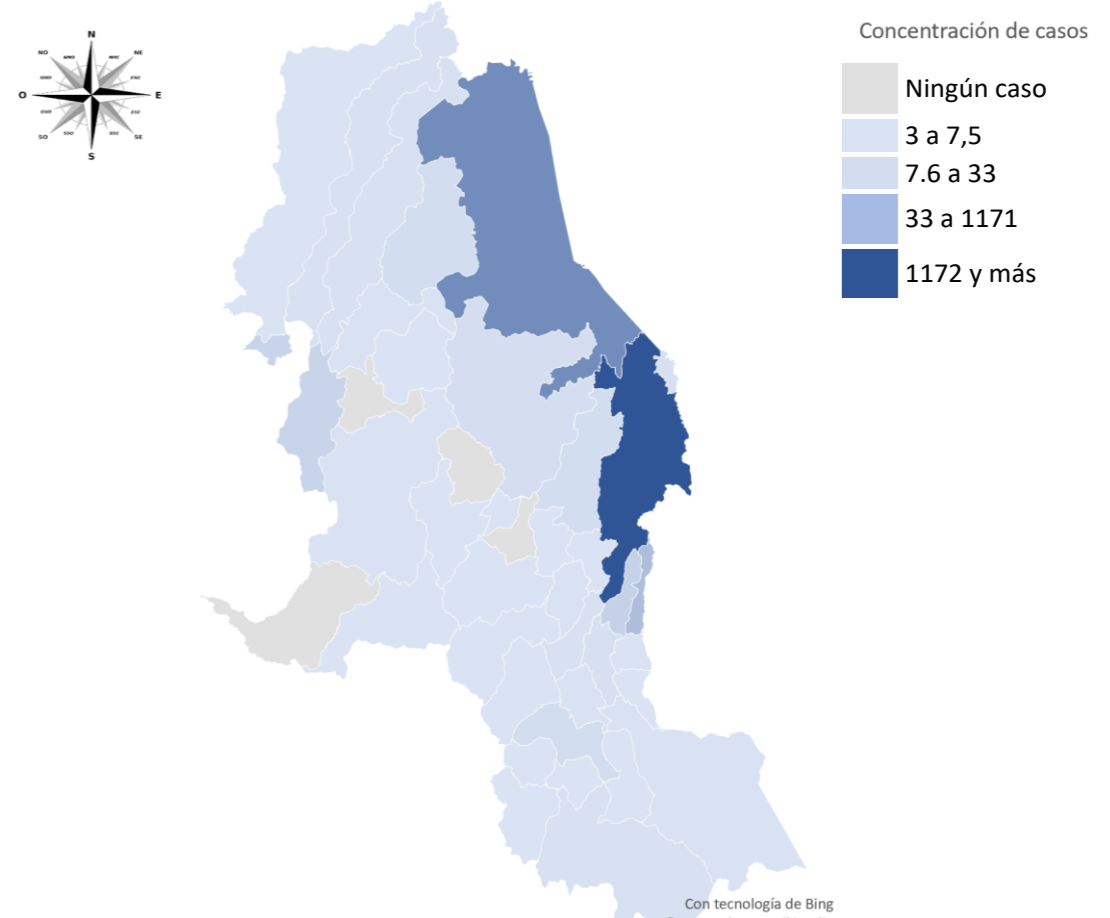 Concentración de casos
N
NO
NE
O
E
SO
SE
S
Ningún caso
3 a 7,5
7.6 a 33
33 a 1171
1172 y más
Con tecnología de Bing